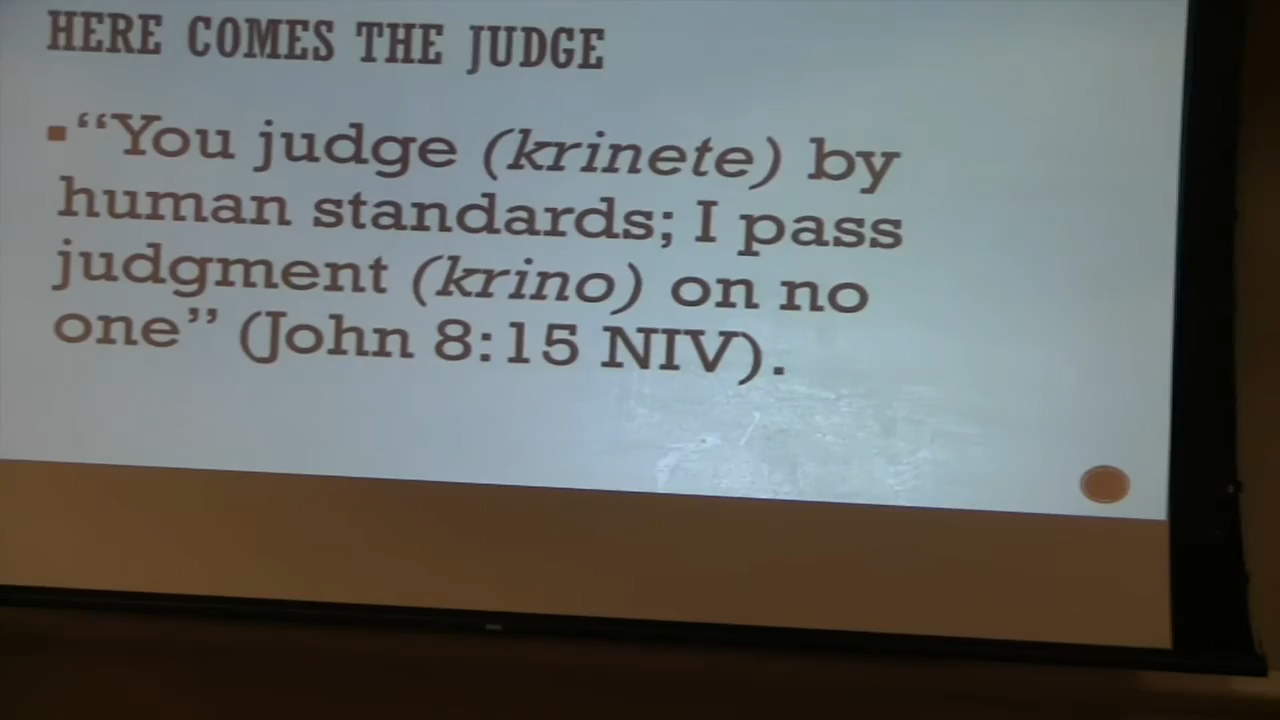 HERE COMES THE JUDGE
▪“You judge (krinete) by
human standards; I pass
judgment (krino) on no
one” (John 8:15 NIV).